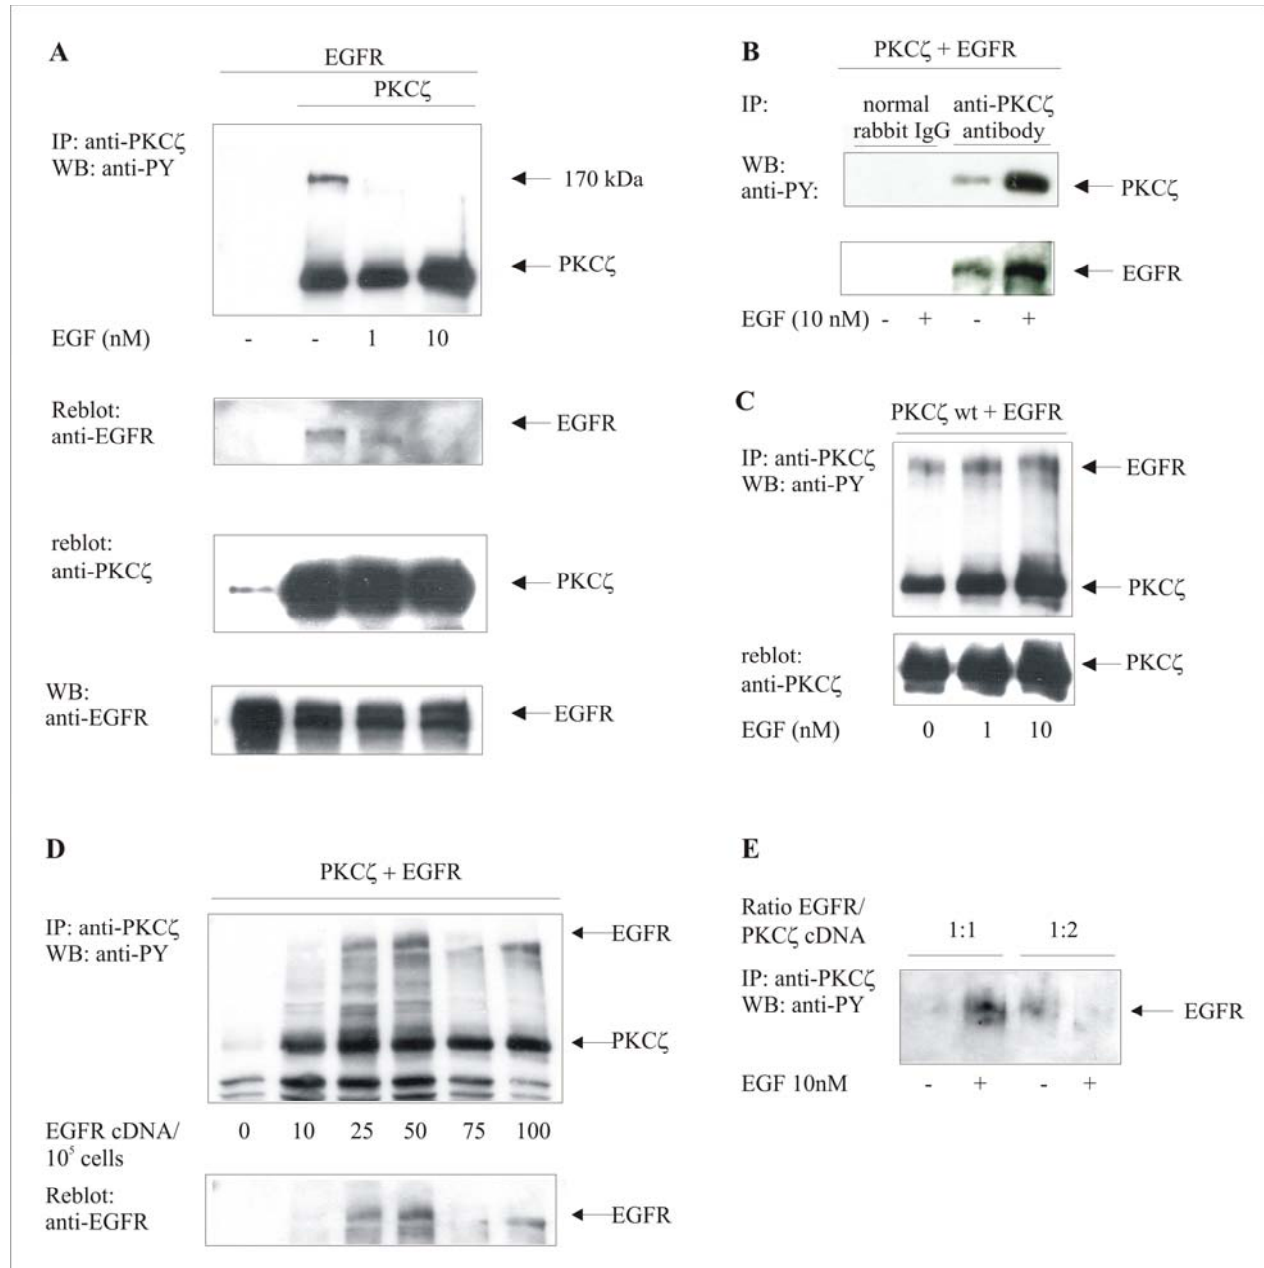 A
EGFR
PKCζ
IP: anti-PKCζ
WB: anti-PY
170 kDa
PKCζ
EGF (nM) - - 1 10
Reblot:
anti-EGFR
EGFR
reblot:
anti-PKCζ
PKCζ
WB:
anti-EGFR
EGFR
B
PKCζ + EGFR
IP: normal anti-PKCζ
rabbit IgG antibody
WB:
anti-PY:
PKCζ
EGFR
EGF (10 nM) - + - +
C
PKCζ wt + EGFR
IP: anti-PKCζ
WB: anti-PY
EGFR
PKCζ
reblot:
anti-PKCζ
PKCζ
EGF (nM) 0 1 10
D
PKCζ + EGFR
IP: anti-PKCζ
WB: anti-PY
EGFR
PKCζ
EGFR cDNA/ 0 10 25 50 75 100
10⁵ cells
Reblot:
anti-EGFR
EGFR
E
Ratio EGFR/
PKCζ cDNA 1:1 1:2
IP: anti-PKCζ
WB: anti-PY
EGFR
EGF 10nM - + - +